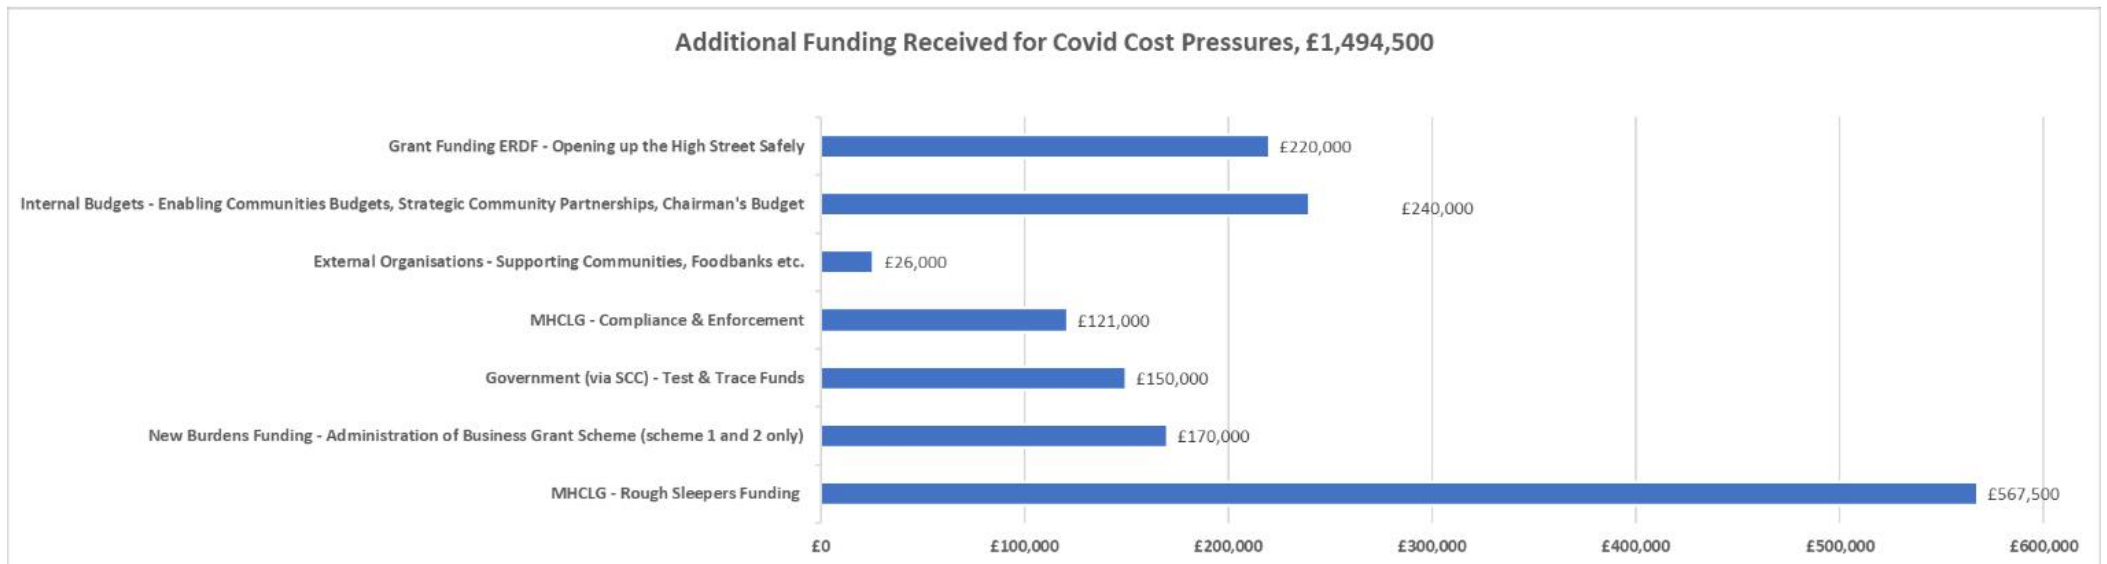 Additional Funding Received for Covid Cost Pressures, £1,494,500
Grant Funding ERDF - Opening up the High Street Safely £220,000
Internal Budgets - Enabling Communities Budgets, Strategic Community Partnerships, Chairman's Budget £240,000
External Organisations - Supporting Communities, Foodbanks etc. £26,000
MHCLG - Compliance & Enforcement £121,000
Government (via SCC) - Test & Trace Funds £150,000
New Burdens Funding - Administration of Business Grant Scheme (scheme 1 and 2 only) £170,000
MHCLG - Rough Sleepers Funding £567,500
£0 £100,000 £200,000 £300,000 £400,000 £500,000 £600,000